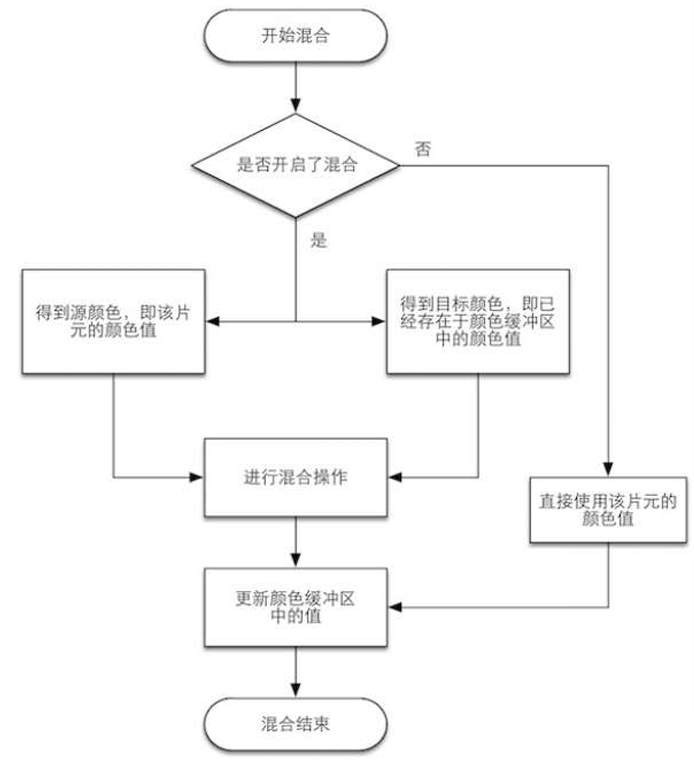 开始混合
是否开启了混合
否
是
得到源颜色，即该片
元的颜色值
得到目标颜色，即已
经存在于颜色缓冲区
中的颜色值
进行混合操作
直接使用该片元的
颜色值
更新颜色缓冲区
中的值
混合结束